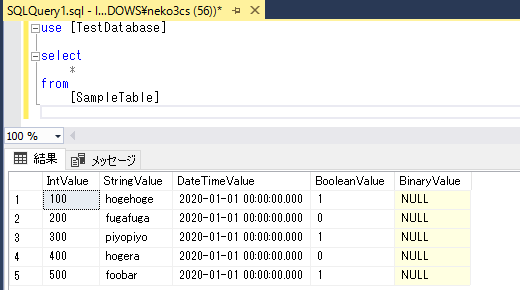 SQLQuery1.sql - l...DOWS¥neko3cs (56))*
use [TestDatabase]
select
*
from
[SampleTable]
100 %
結果 メッセージ
IntValue StringValue DateTimeValue BooleanValue BinaryValue
1 100 hogehoge 2020-01-01 00:00:00.000 1 NULL
2 200 fugafuga 2020-01-01 00:00:00.000 0 NULL
3 300 piyopiyo 2020-01-01 00:00:00.000 1 NULL
4 400 hogera 2020-01-01 00:00:00.000 0 NULL
5 500 foobar 2020-01-01 00:00:00.000 1 NULL